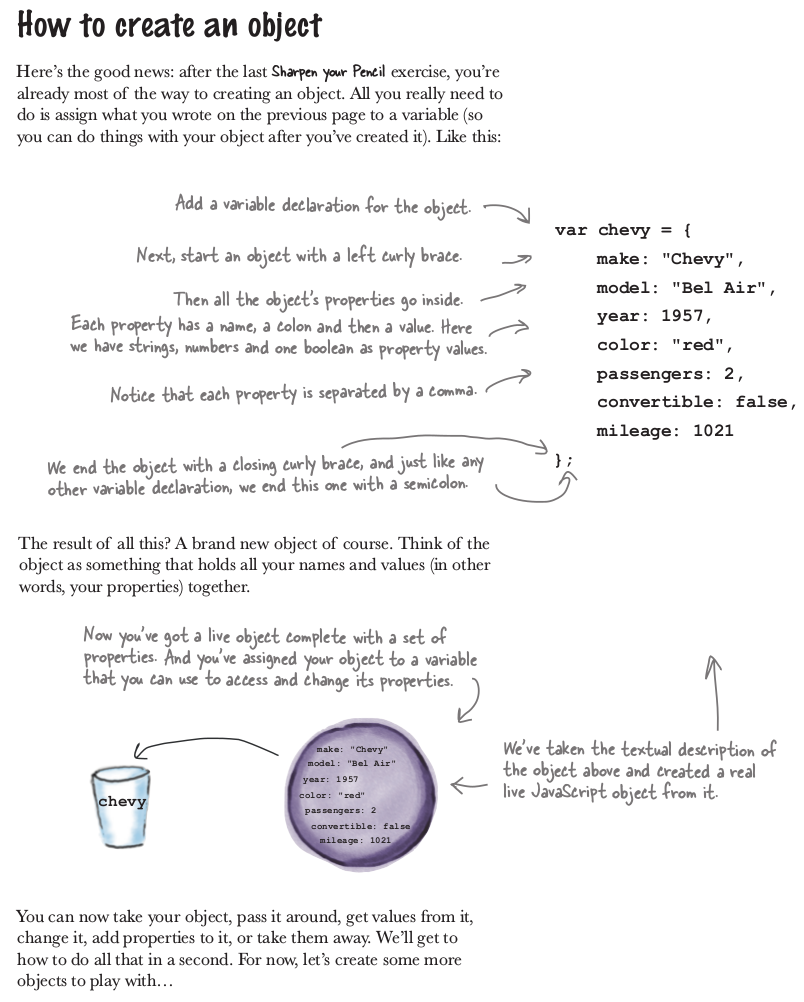 How to create an object
Here's the good news: after the last Sharpen your Pencil exercise, you're
already most of the way to creating an object. All you really need to
do is assign what you wrote on the previous page to a variable (so
you can do things with your object after you've created it). Like this:
Add a variable declaration for the object.
Next, start an object with a left curly brace.
Then all the object's properties go inside.
Each property has a name, a colon and then a value. Here
we have strings, numbers and one boolean as property values.
Notice that each property is separated by a comma.
We end the object with a closing curly brace, and just like any
other variable declaration, we end this one with a semicolon.
var chevy = {
make: "Chevy",
model: "Bel Air",
year: 1957,
color: "red",
passengers: 2,
convertible: false,
mileage: 1021
};
The result of all this? A brand new object of course. Think of the
object as something that holds all your names and values (in other
words, your properties) together.
Now you've got a live object complete with a set of
properties. And you've assigned your object to a variable
that you can use to access and change its properties.
chevy
make: "Chevy"
model: "Bel Air"
year: 1957
color: "red"
passengers: 2
convertible: false
mileage: 1021
We've taken the textual description of
the object above and created a real
live JavaScript object from it.
You can now take your object, pass it around, get values from it,
change it, add properties to it, or take them away. We'll get to
how to do all that in a second. For now, let's create some more
objects to play with…